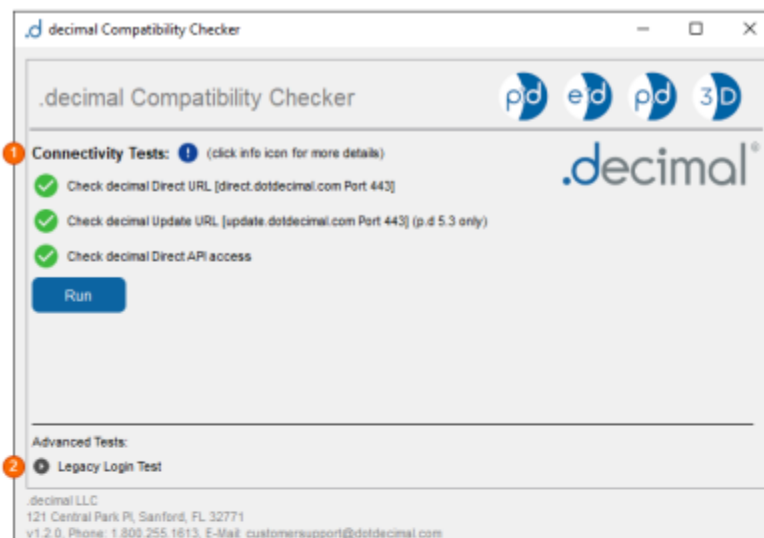 .d decimal Compatibility Checker
.decimal Compatibility Checker
p.d e.d p.d 3D
1 Connectivity Tests: ! (click info icon for more details)
.decimal®
Check decimal Direct URL [direct.dotdecimal.com Port 443]
Check decimal Update URL [update.dotdecimal.com Port 443] (p.d 5.3 only)
Check decimal Direct API access
Run
Advanced Tests:
2 Legacy Login Test
.decimal LLC
121 Central Park Pl, Sanford, FL 32771
v1.2.0, Phone: 1.800.255.1613, E-Mail: customersupport@dotdecimal.com